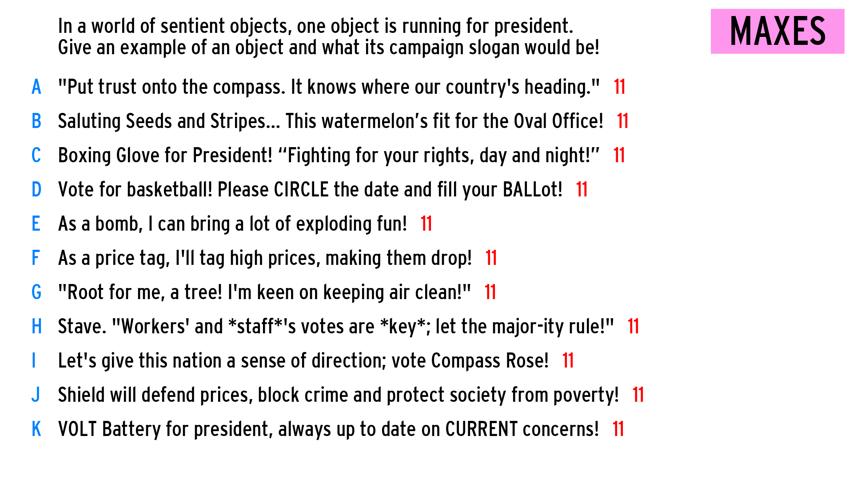 In a world of sentient objects, one object is running for president.
Give an example of an object and what its campaign slogan would be!
MAXES
A "Put trust onto the compass. It knows where our country's heading." 11
B Saluting Seeds and Stripes... This watermelon's fit for the Oval Office! 11
C Boxing Glove for President! “Fighting for your rights, day and night!” 11
D Vote for basketball! Please CIRCLE the date and fill your BALLot! 11
E As a bomb, I can bring a lot of exploding fun! 11
F As a price tag, I'll tag high prices, making them drop! 11
G "Root for me, a tree! I'm keen on keeping air clean!" 11
H Stave. "Workers' and *staff*'s votes are *key*; let the major-ity rule!" 11
I Let's give this nation a sense of direction; vote Compass Rose! 11
J Shield will defend prices, block crime and protect society from poverty! 11
K VOLT Battery for president, always up to date on CURRENT concerns! 11